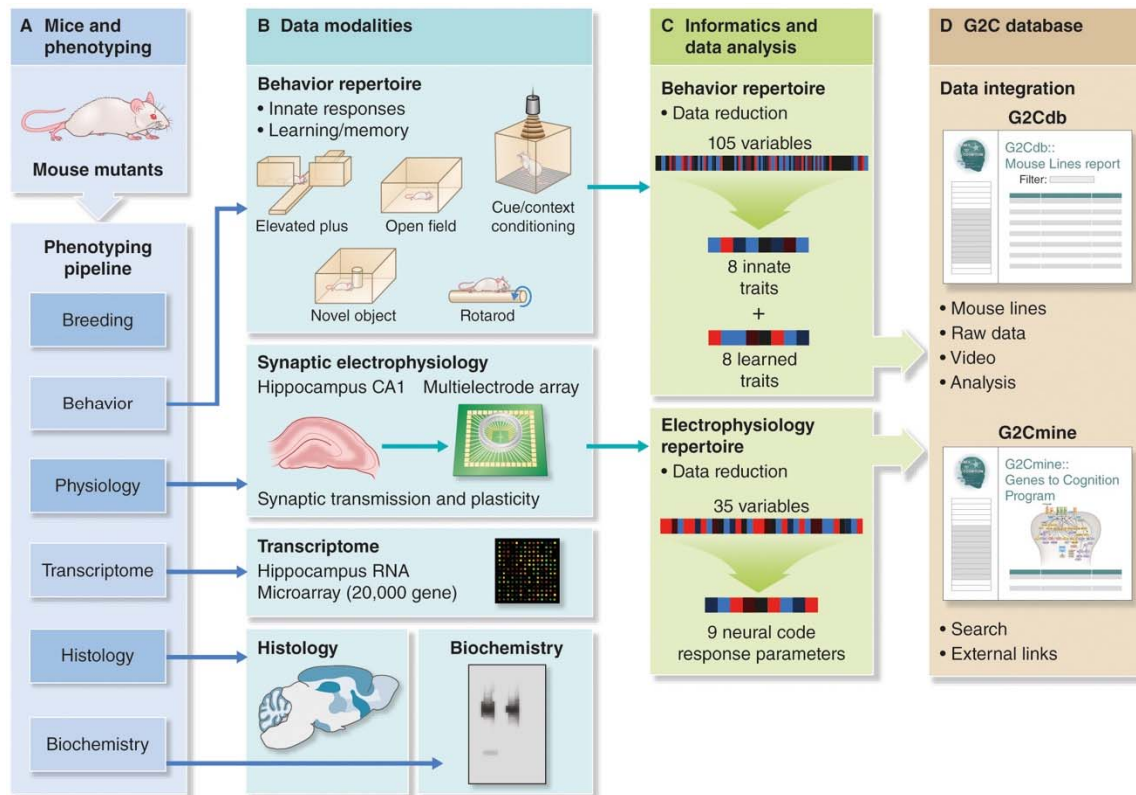 A Mice and
phenotyping
Mouse mutants
Phenotyping
pipeline
Breeding
Behavior
Physiology
Transcriptome
Histology
Biochemistry
B Data modalities
Behavior repertoire
• Innate responses
• Learning/memory
Elevated plus
Open field
Cue/context
conditioning
Novel object
Rotarod
Synaptic electrophysiology
Hippocampus CA1
Multielectrode array
Synaptic transmission and plasticity
Transcriptome
Hippocampus RNA
Microarray (20,000 gene)
Histology
Biochemistry
C Informatics and
data analysis
Behavior repertoire
• Data reduction
105 variables
8 innate
traits
+
8 learned
traits
Electrophysiology
repertoire
• Data reduction
35 variables
9 neural code
response parameters
D G2C database
Data integration
G2Cdb
G2Cdb::
Mouse Lines report
Filter:
• Mouse lines
• Raw data
• Video
• Analysis
G2Cmine
G2Cmine::
Genes to Cognition
Program
• Search
• External links